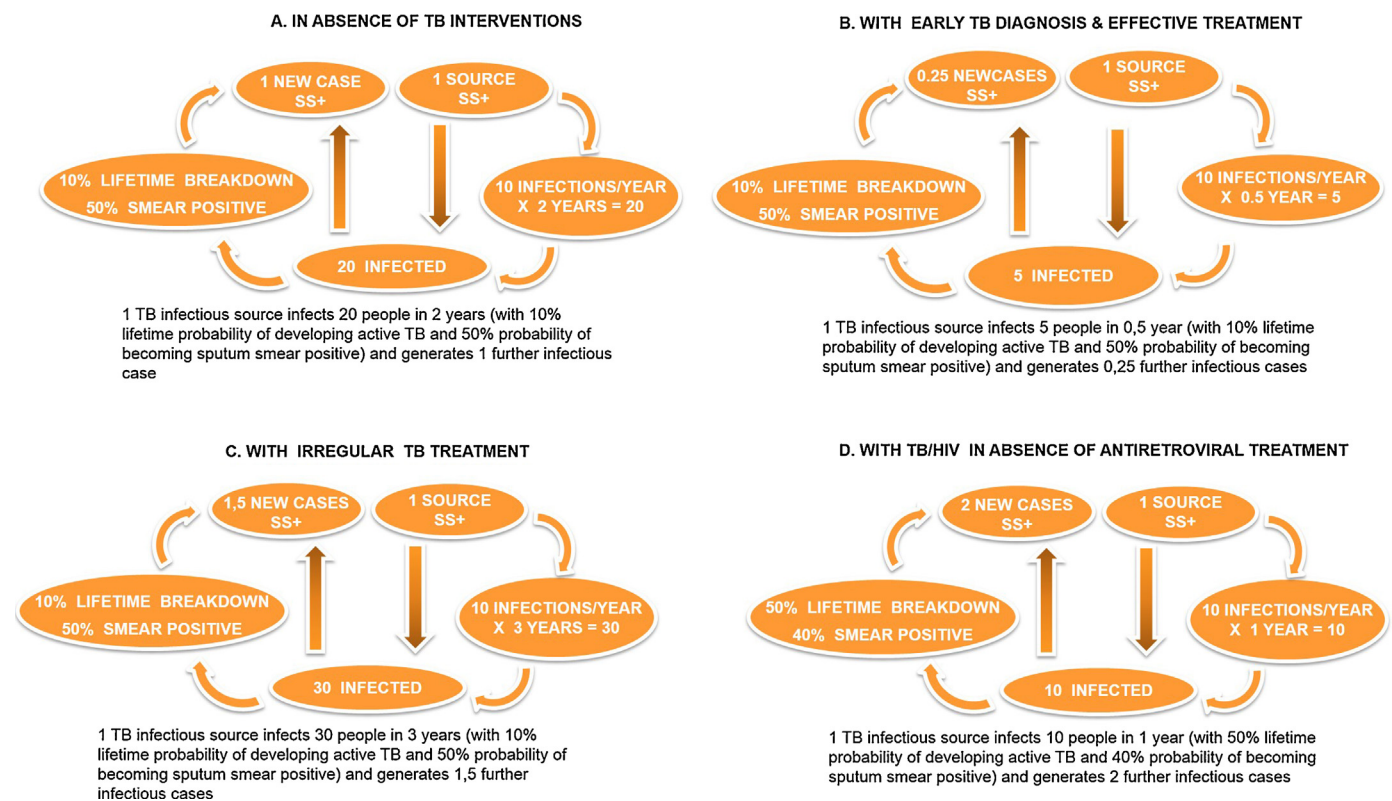 A. IN ABSENCE OF TB INTERVENTIONS
1 NEW CASE
SS+
1 SOURCE
SS+
10% LIFETIME BREAKDOWN
50% SMEAR POSITIVE
10 INFECTIONS/YEAR
X 2 YEARS = 20
20 INFECTED
1 TB infectious source infects 20 people in 2 years (with 10%
lifetime probability of developing active TB and 50% probability of
becoming sputum smear positive) and generates 1 further infectious
case
B. WITH EARLY TB DIAGNOSIS & EFFECTIVE TREATMENT
0.25 NEWCASES
SS+
1 SOURCE
SS+
10% LIFETIME BREAKDOWN
50% SMEAR POSITIVE
10 INFECTIONS/YEAR
X 0.5 YEAR = 5
5 INFECTED
1 TB infectious source infects 5 people in 0,5 year (with 10% lifetime
probability of developing active TB and 50% probability of becoming
sputum smear positive) and generates 0,25 further infectious cases
C. WITH IRREGULAR TB TREATMENT
1,5 NEW CASES
SS+
1 SOURCE
SS+
10% LIFETIME BREAKDOWN
50% SMEAR POSITIVE
10 INFECTIONS/YEAR
X 3 YEARS = 30
30 INFECTED
1 TB infectious source infects 30 people in 3 years (with 10%
lifetime probability of developing active TB and 50% probability of
becoming sputum smear positive) and generates 1,5 further
infectious cases
D. WITH TB/HIV IN ABSENCE OF ANTIRETROVIRAL TREATMENT
2 NEW CASES
SS+
1 SOURCE
SS+
50% LIFETIME BREAKDOWN
40% SMEAR POSITIVE
10 INFECTIONS/YEAR
X 1 YEAR = 10
10 INFECTED
1 TB infectious source infects 10 people in 1 year (with 50% lifetime
probability of developing active TB and 40% probability of becoming
sputum smear positive) and generates 2 further infectious cases